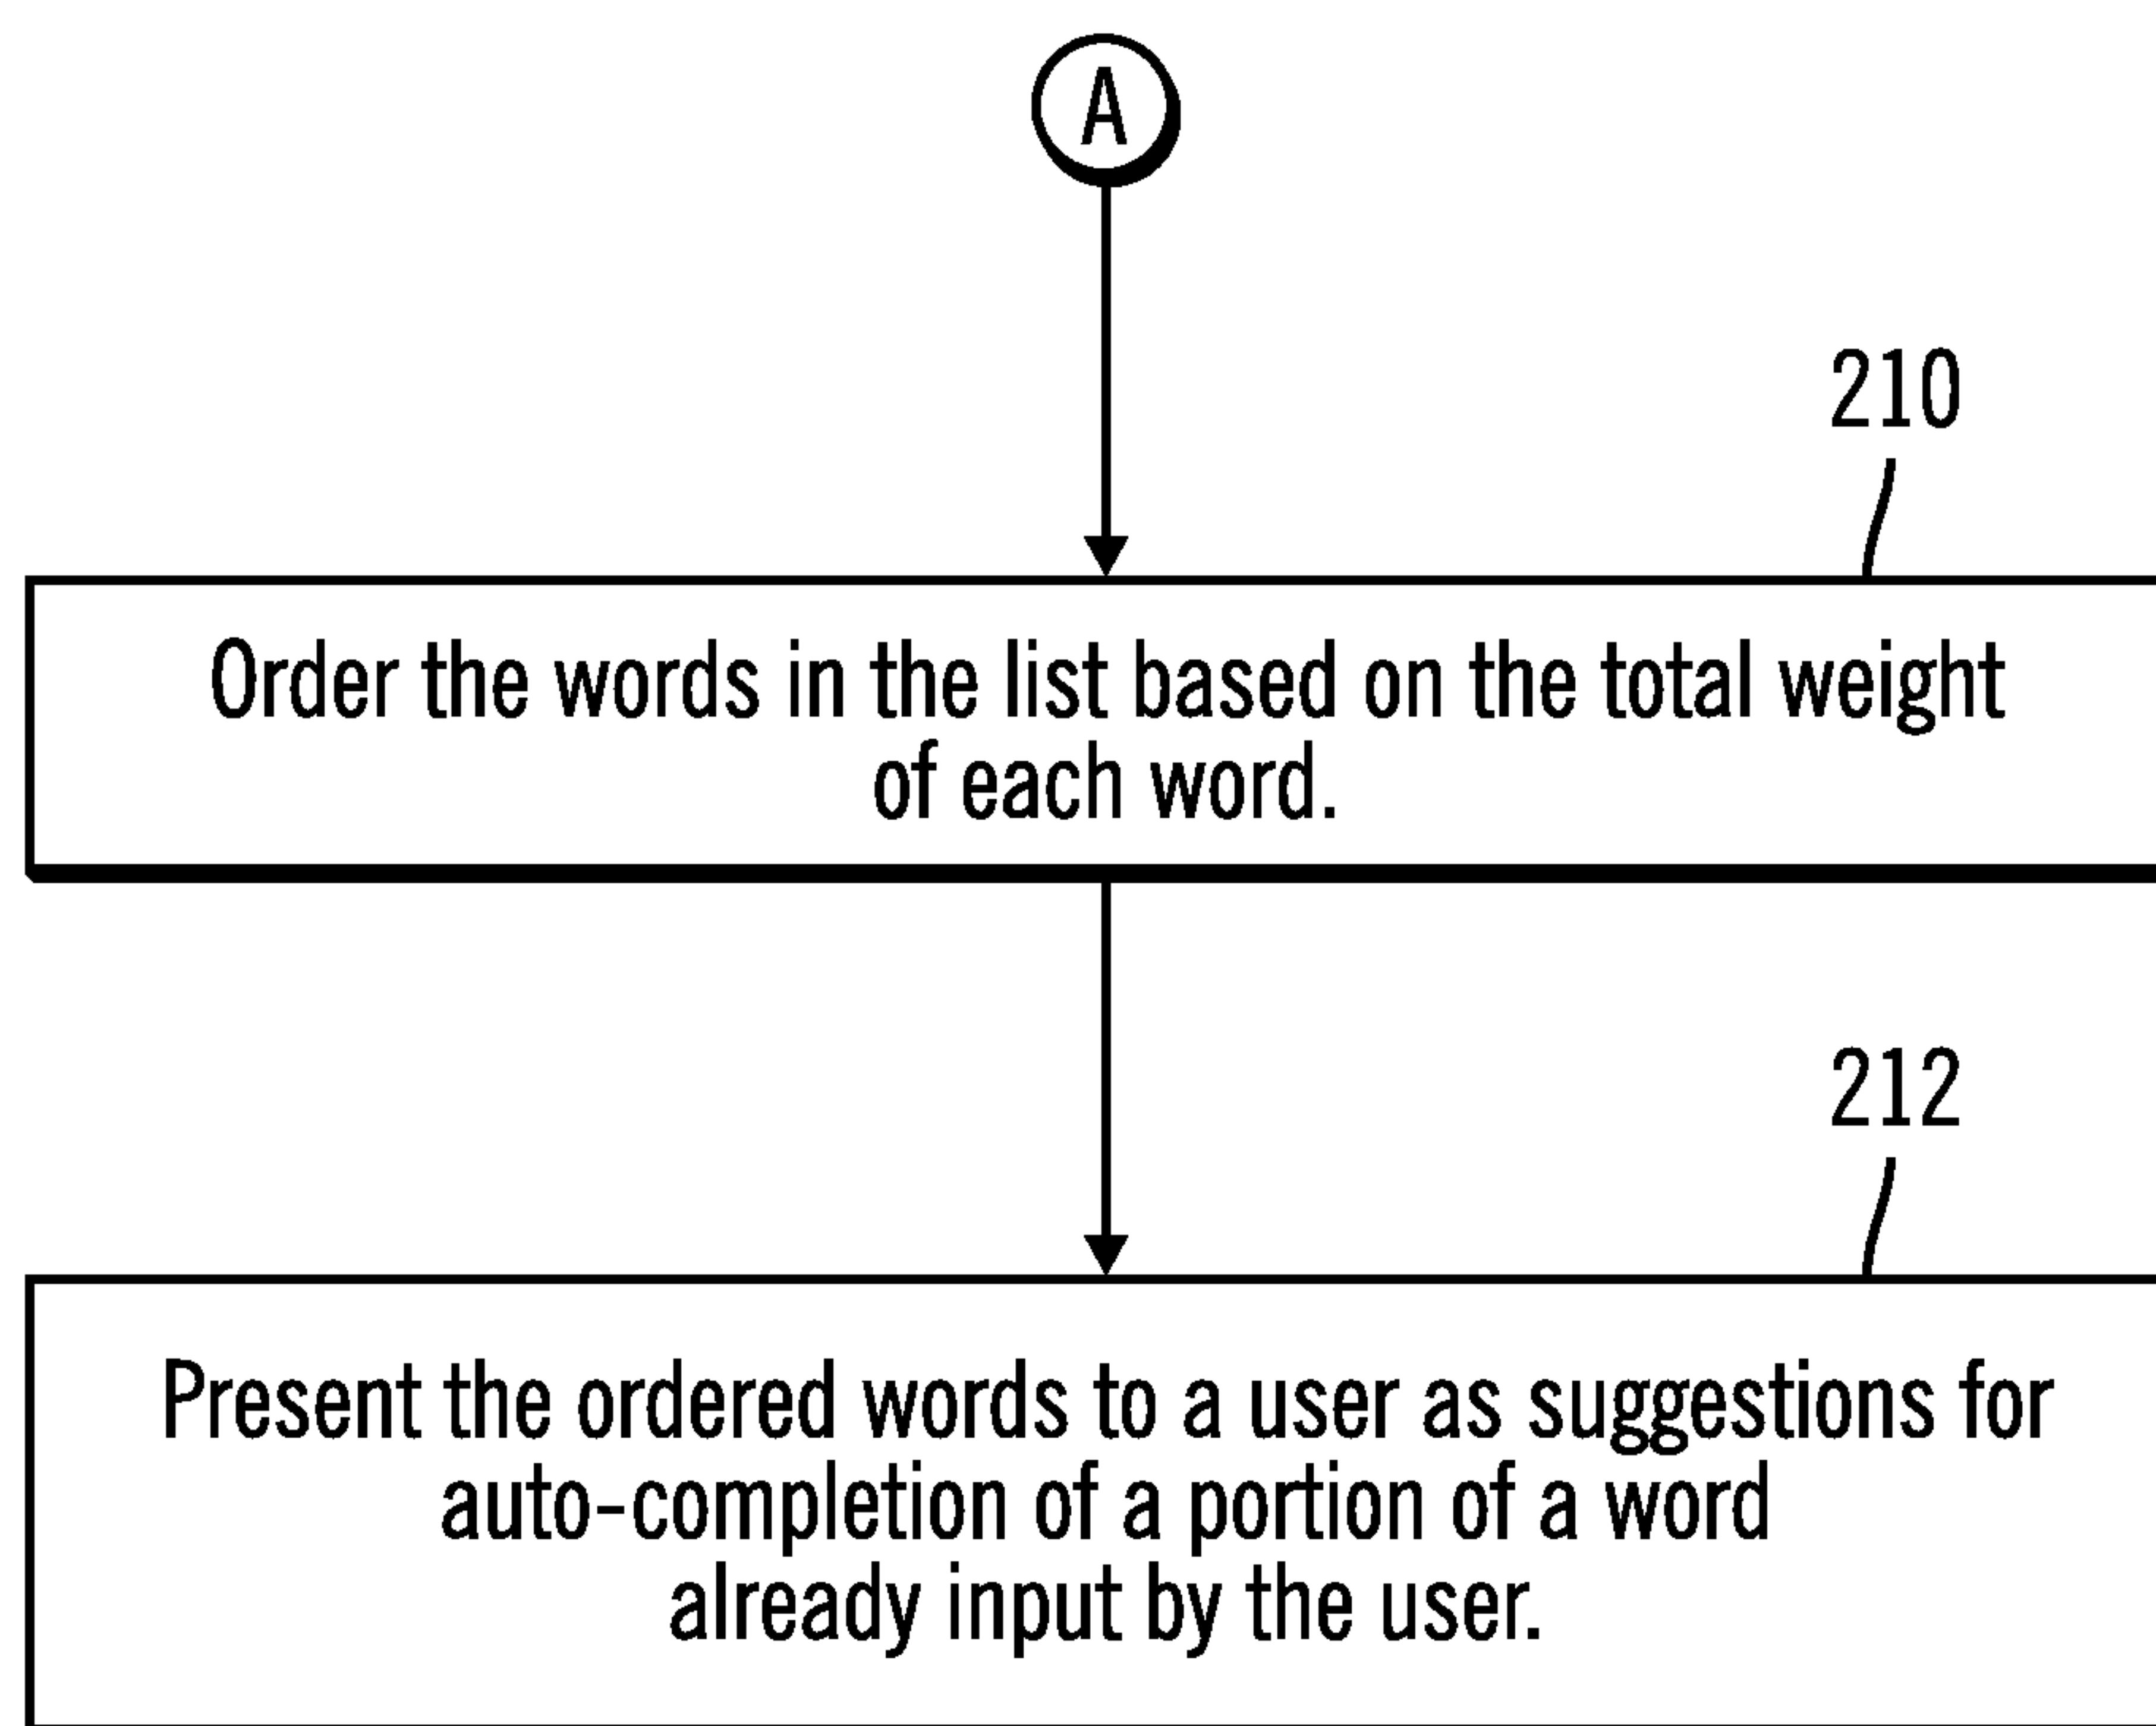 A
210
Order the words in the list based on the total weight
of each word.
212
Present the ordered words to a user as suggestions for
auto-completion of a portion of a word
already input by the user.